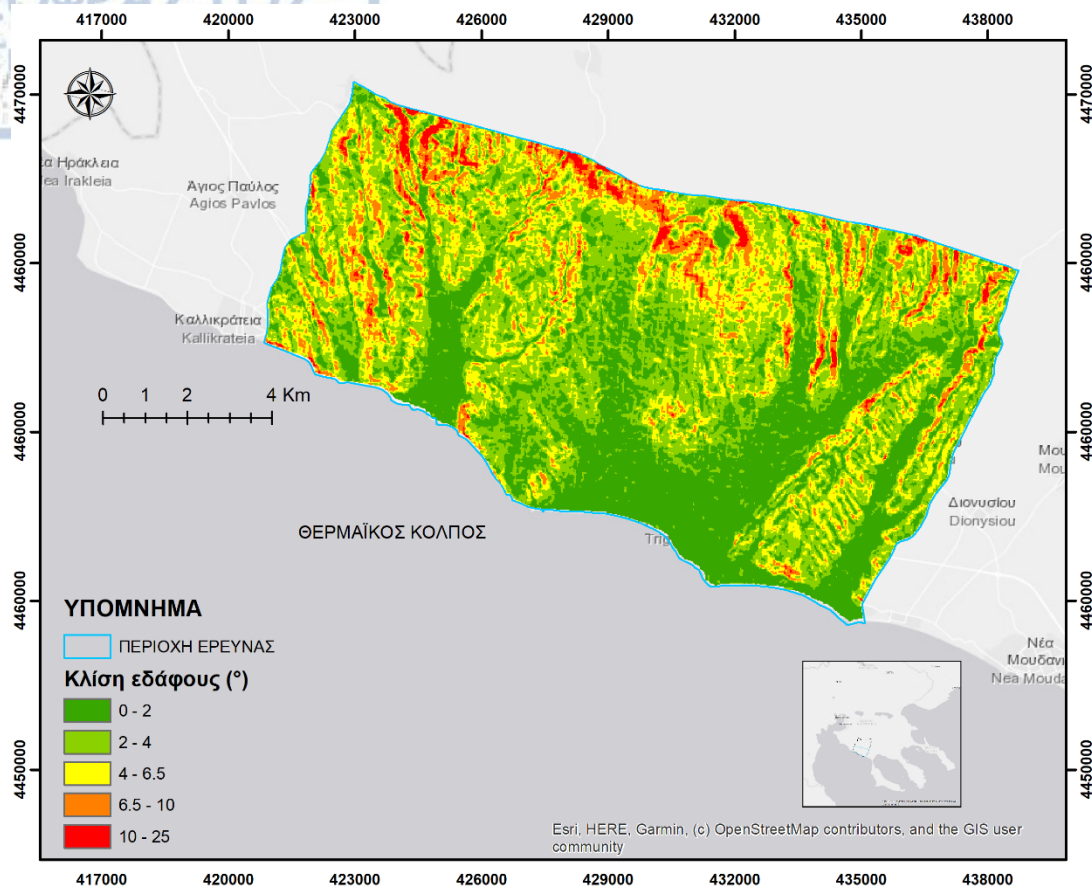 417000 420000 423000 426000 429000 432000 435000 438000
4470000 4470000
α Ηράκλεια
ea Irakleia
Άγιος Παύλος
Agios Pavlos
4460000 4460000
Καλλικράτεια
Kallikrateia
0 1 2 4 Km
4460000 4460000
Μου
Mou
Διονυσίου
Dionysiou
ΘΕΡΜΑΪΚΟΣ ΚΟΛΠΟΣ
Trig
4460000 4460000
ΥΠΟΜΝΗΜΑ
ΠΕΡΙΟΧΗ ΕΡΕΥΝΑΣ
Νέα
Μουδανι
Nea Mouda
Κλίση εδάφους (°)
0 - 2
2 - 4
4 - 6.5
6.5 - 10
10 - 25
4450000 4450000
Esri, HERE, Garmin, (c) OpenStreetMap contributors, and the GIS user
community
417000 420000 423000 426000 429000 432000 435000 438000